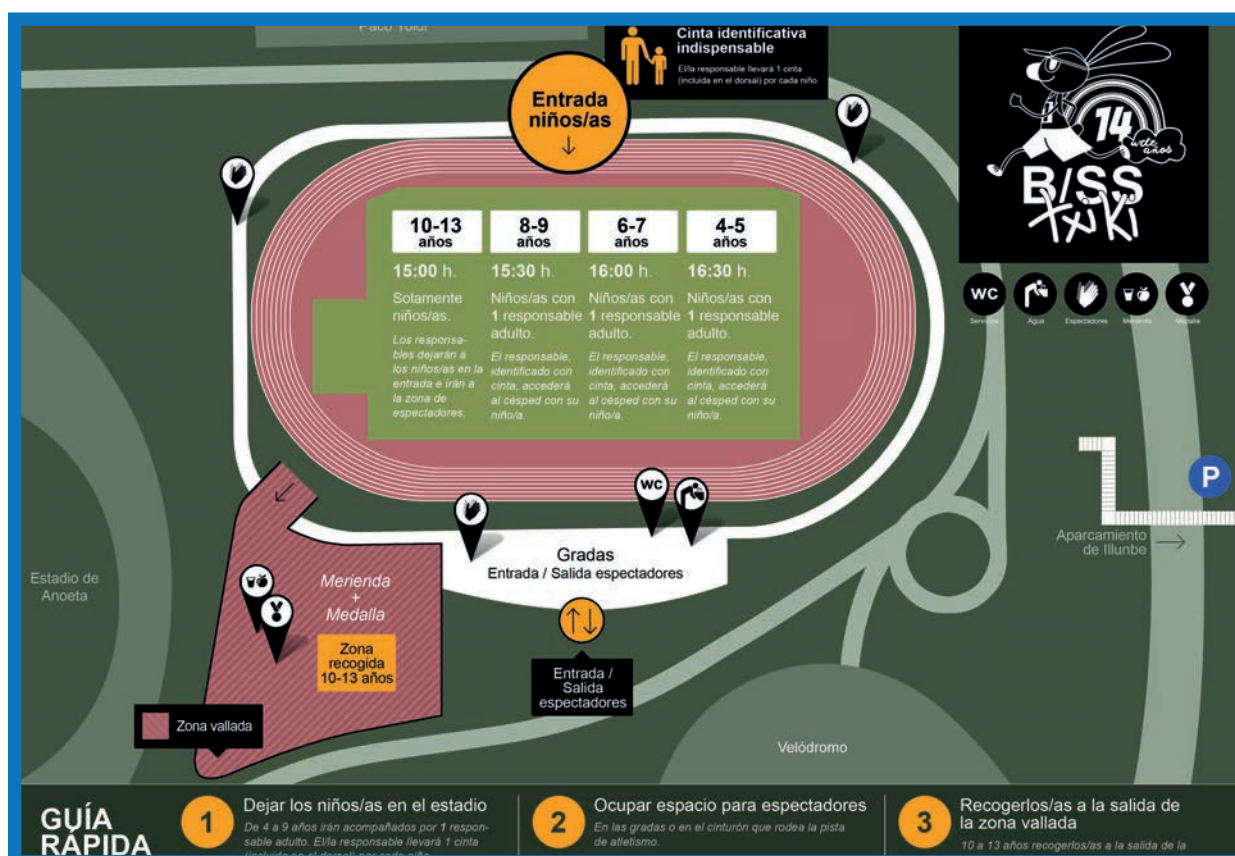 Paco Yoldi
Cinta identificativa
indispensable
El/la responsable llevará 1 cinta
(incluida en el dorsal) por cada niño.
Entrada
niños/as
14
urte
años
B/SS
TXIKI
WC
Servicios
Agua
Espectadores
Merienda
Medalla
10-13
años
15:00 h.
Solamente
niños/as.
Los responsa-
bles dejarán a
los niños/as en la
entrada e irán a
la zona de
espectadores.
8-9
años
15:30 h.
Niños/as con
1 responsable
adulto.
El responsable,
identificado con
cinta, accederá
al césped con su
niño/a.
6-7
años
16:00 h.
Niños/as con
1 responsable
adulto.
El responsable,
identificado con
cinta, accederá
al césped con su
niño/a.
4-5
años
16:30 h.
Niños/as con
1 responsable
adulto.
El responsable,
identificado con
cinta, accederá
al césped con su
niño/a.
P
Aparcamiento
de Illunbe
WC
Gradas
Entrada / Salida espectadores
Estadio de
Anoeta
Merienda
+
Medalla
Zona
recogida
10-13 años
Entrada /
Salida
espectadores
Zona vallada
Velódromo
GUÍA
RÁPIDA
1
Dejar los niños/as en el estadio
De 4 a 9 años irán acompañados por 1 respon-
sable adulto. El/la responsable llevará 1 cinta
(incluida en el dorsal) por cada niño.
2
Ocupar espacio para espectadores
En las gradas o en el cinturón que rodea la pista
de atletismo.
3
Recogerlos/as a la salida de
la zona vallada
10 a 13 años recogerlos/as a la salida de la